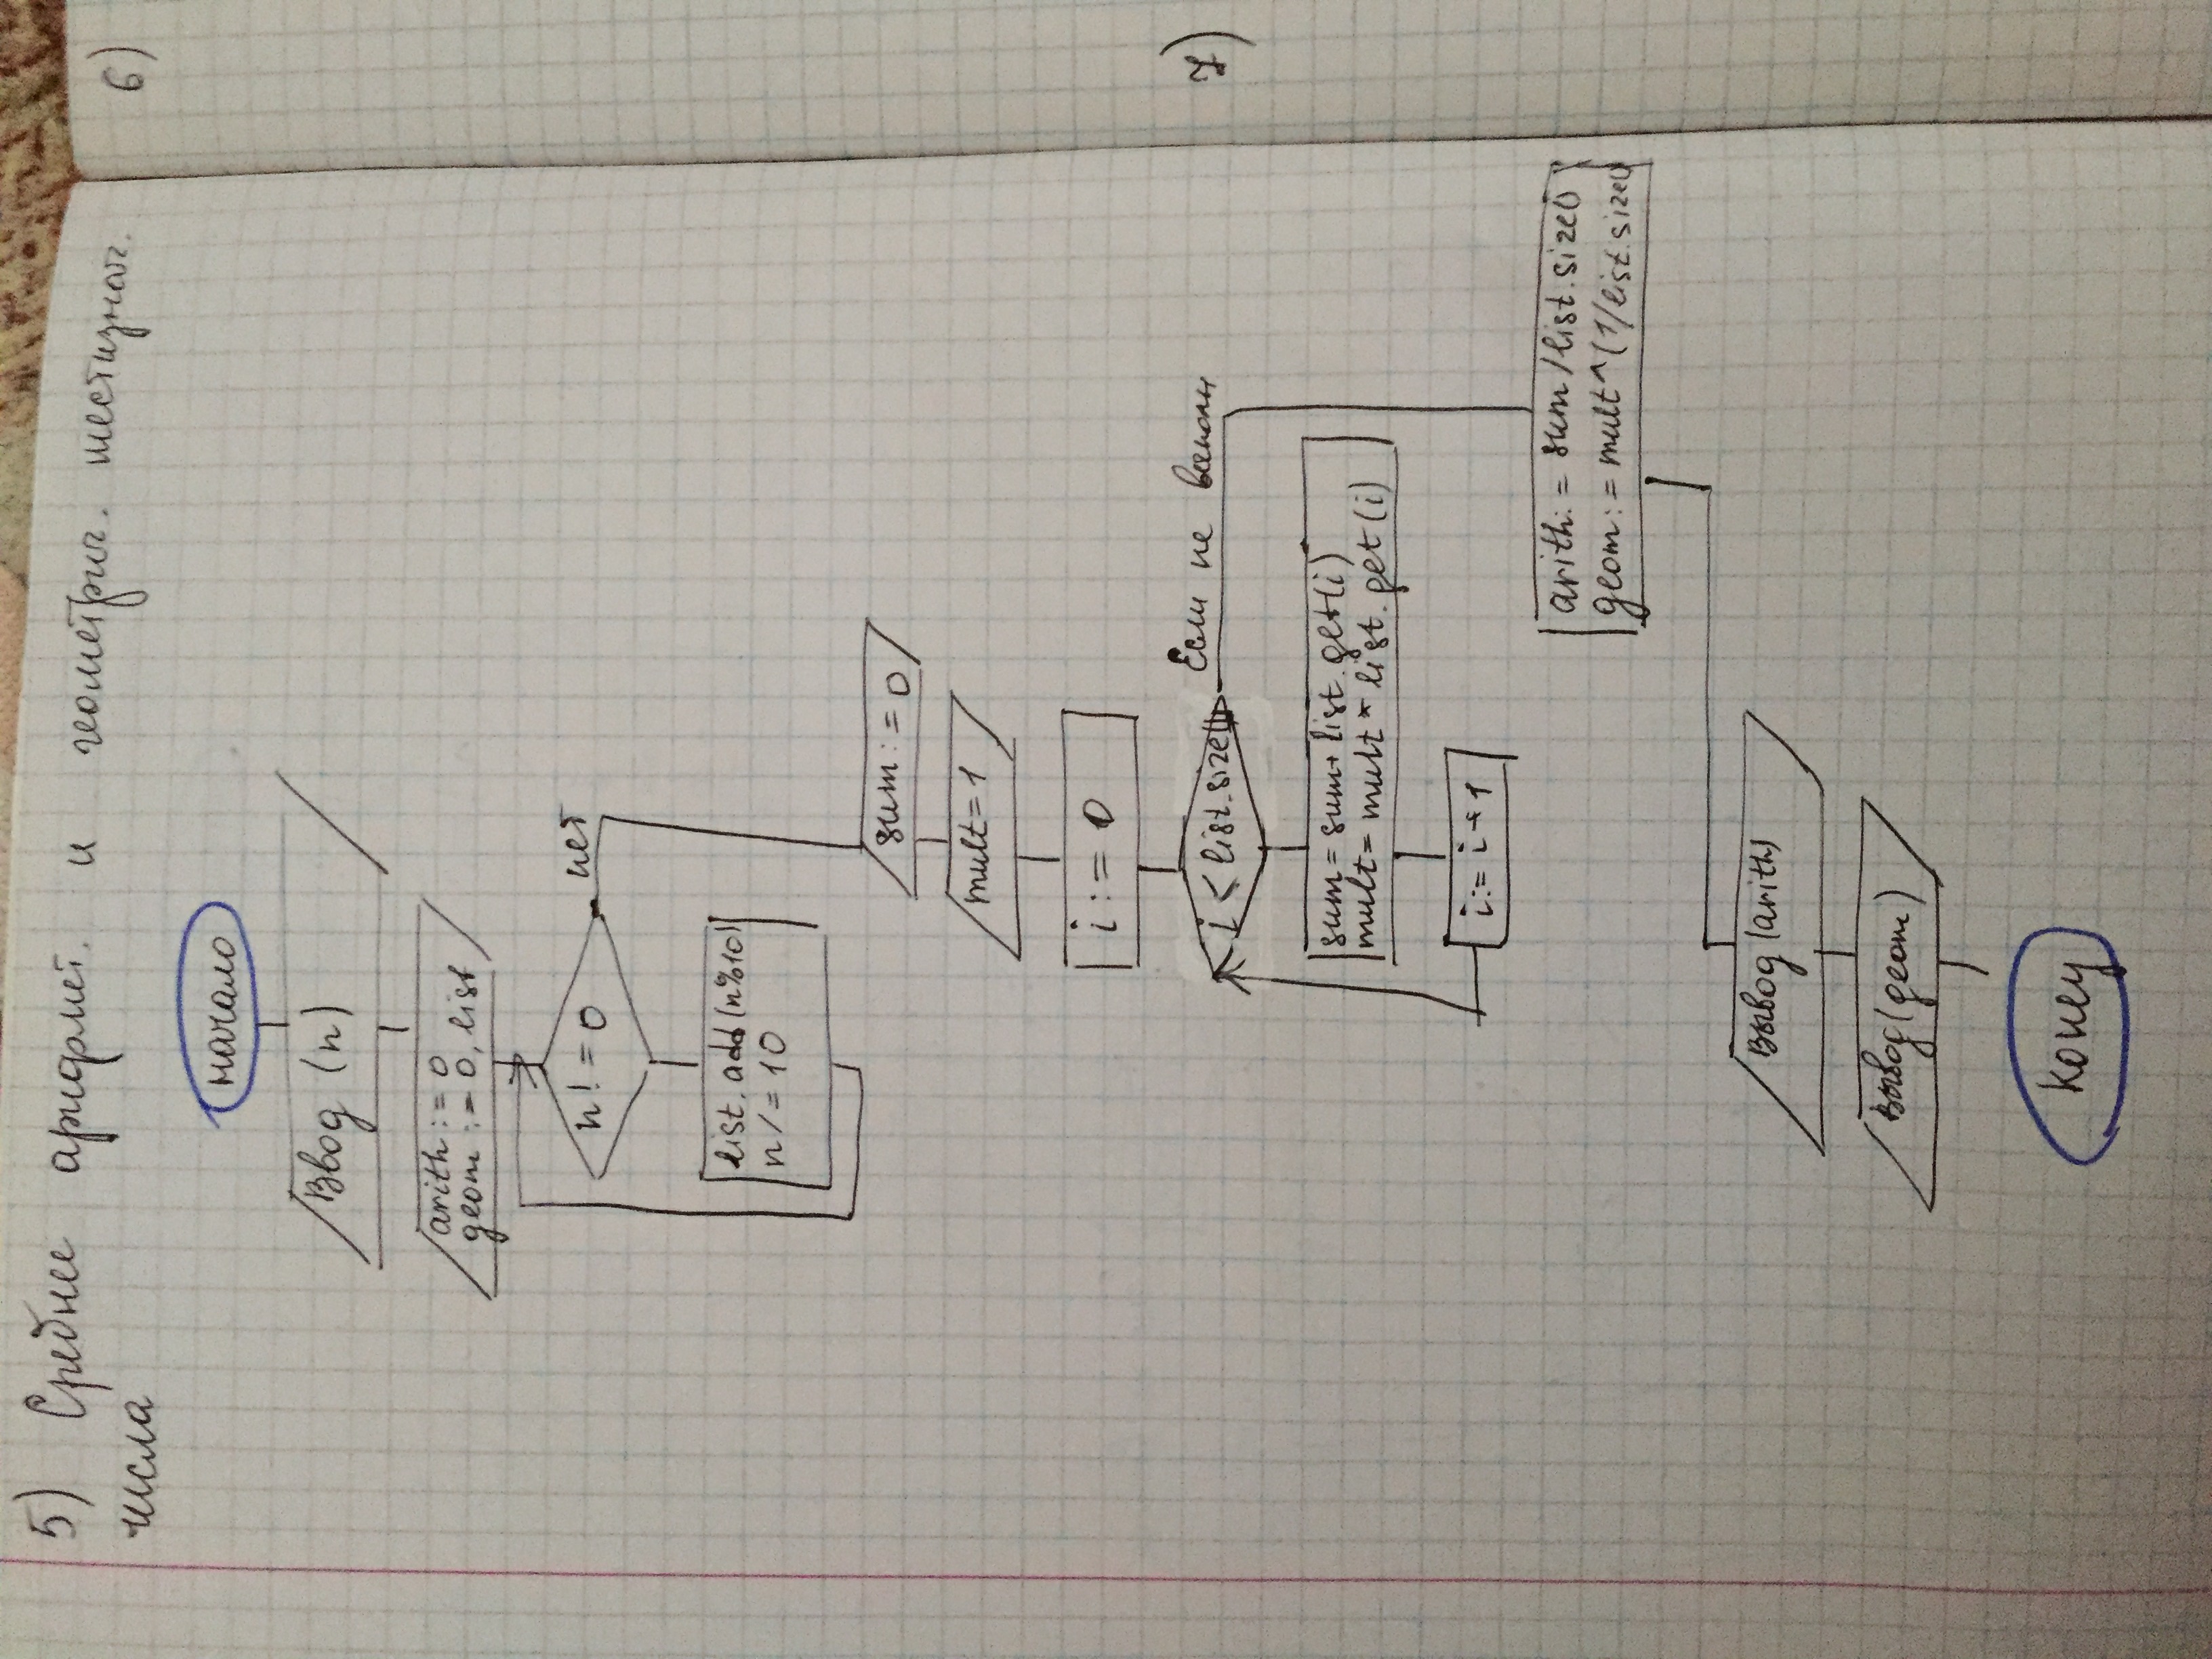 5) Среднее арифмет. и геометрич. шестизнач.
числа
6)
начало
Ввод (n)
arith := 0
geom := 0, list
n! = 0
нет
list.add(n%10)
n/=10
sum := 0
mult=1
i := 0
7)
i < list.size()
Если не выполн
sum=sum+list.get(i)
mult=mult*list.get(i)
i:= i+1
arith:= sum/list.size()
geom:= mult^(1/list.size()
Вывод(arith)
Вывод(geom)
Конец